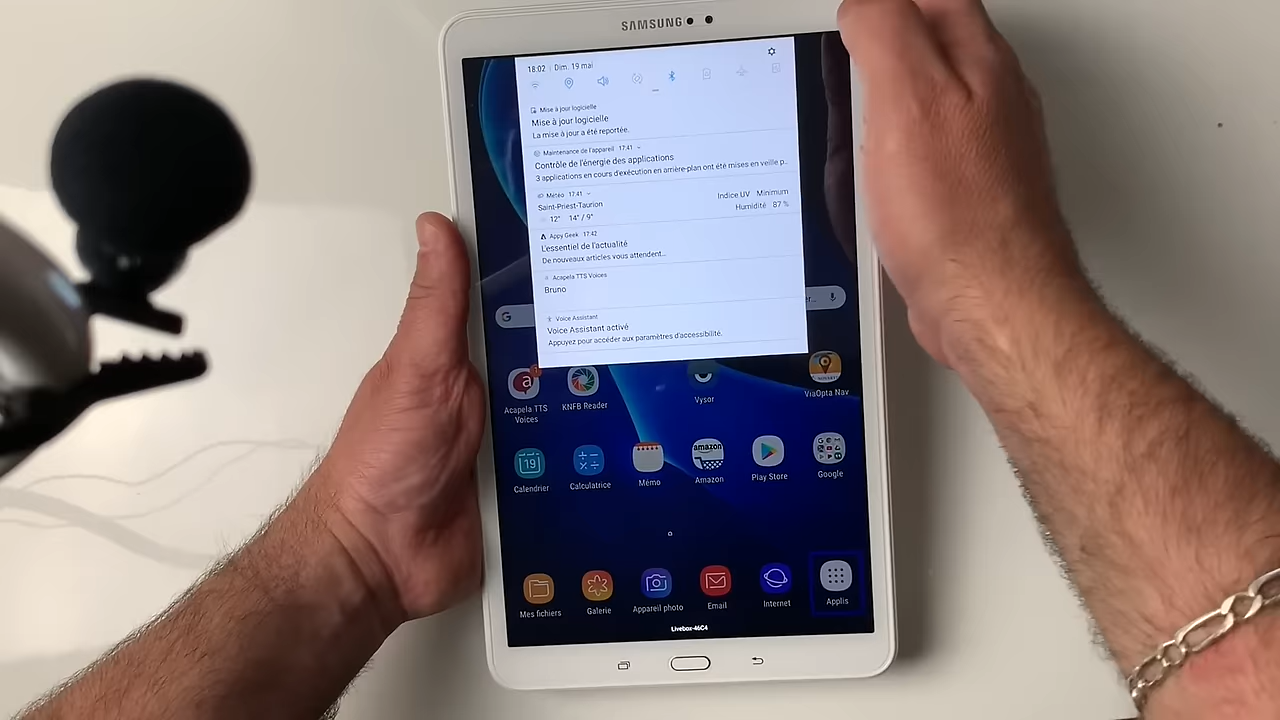 SAMSUNG
18:02 | Dim. 19 mai
Mise à jour logicielle
Mise à jour logicielle
La mise à jour a été reportée.
Maintenance de l'appareil 17:41
Contrôle de l'énergie des applications
3 applications en cours d'exécution en arrière-plan ont été mises en veille p..
Météo 17:41
Saint-Priest-Taurion
12° 14° / 9°
Indice UV Minimum
Humidité 87 %
Appy Geek 17:42
L'essentiel de l'actualité
De nouveaux articles vous attendent...
Acapela TTS Voices
Bruno
Voice Assistant
Voice Assistant activé
Appuyez pour accéder aux paramètres d'accessibilité.
G
er...
a
1
Acapela TTS
Voices
KNFB Reader
Vysor
ViaOpta Nav
19
Calendrier
Calculatrice
Mémo
amazon
Amazon
Play Store
Google
Mes fichiers
Galerie
Appareil photo
Email
Internet
Applis
Livebox-46C4